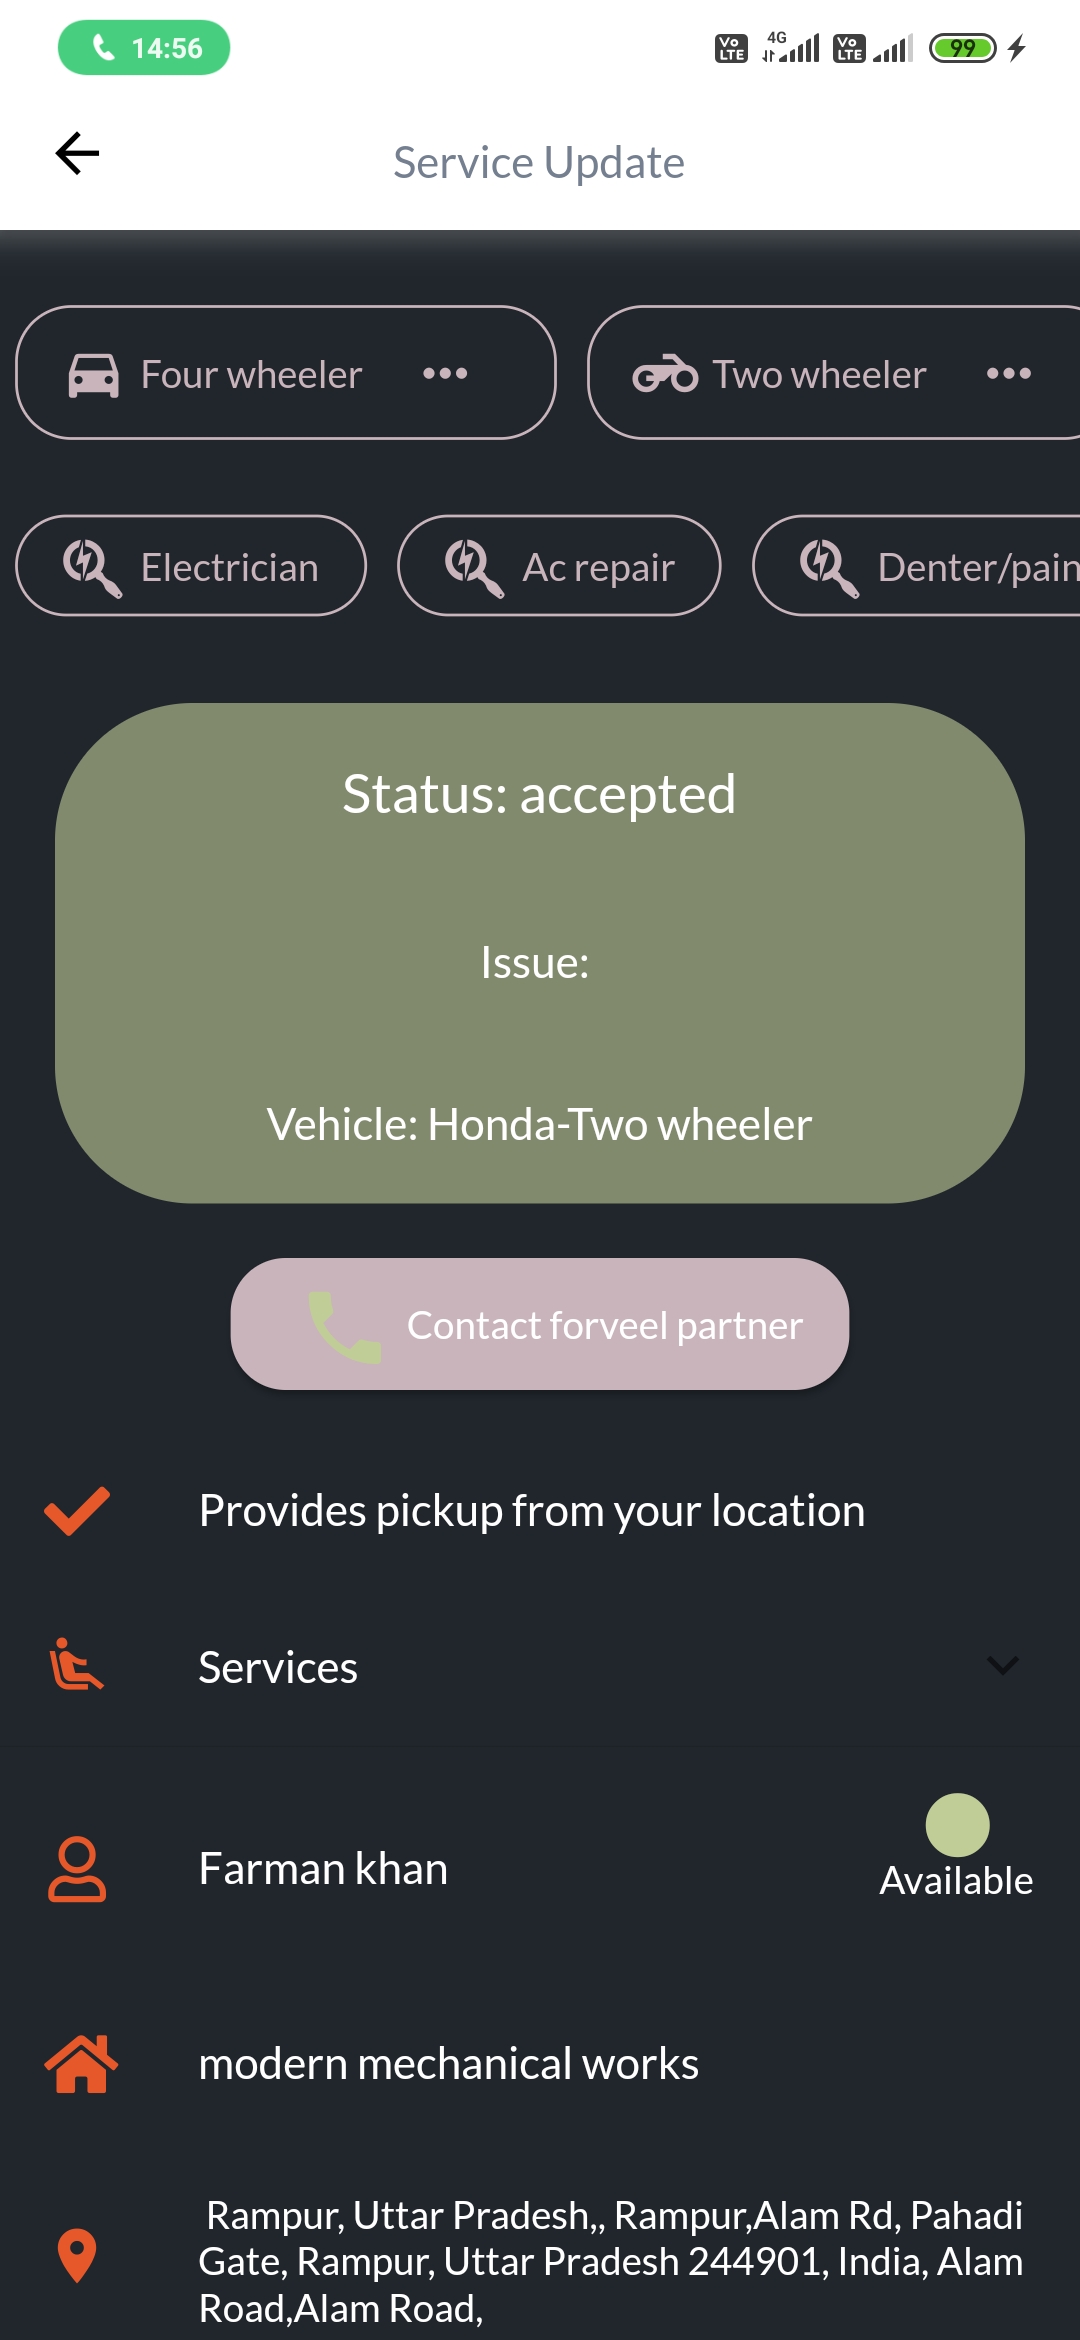 14:56
Vo LTE 4G Vo LTE 99
Service Update
Four wheeler
Two wheeler
Electrician
Ac repair
Denter/pain
Status: accepted
Issue:
Vehicle: Honda-Two wheeler
Contact forveel partner
Provides pickup from your location
Services
Farman khan
Available
modern mechanical works
Rampur, Uttar Pradesh,, Rampur,Alam Rd, Pahadi
Gate, Rampur, Uttar Pradesh 244901, India, Alam
Road,Alam Road,